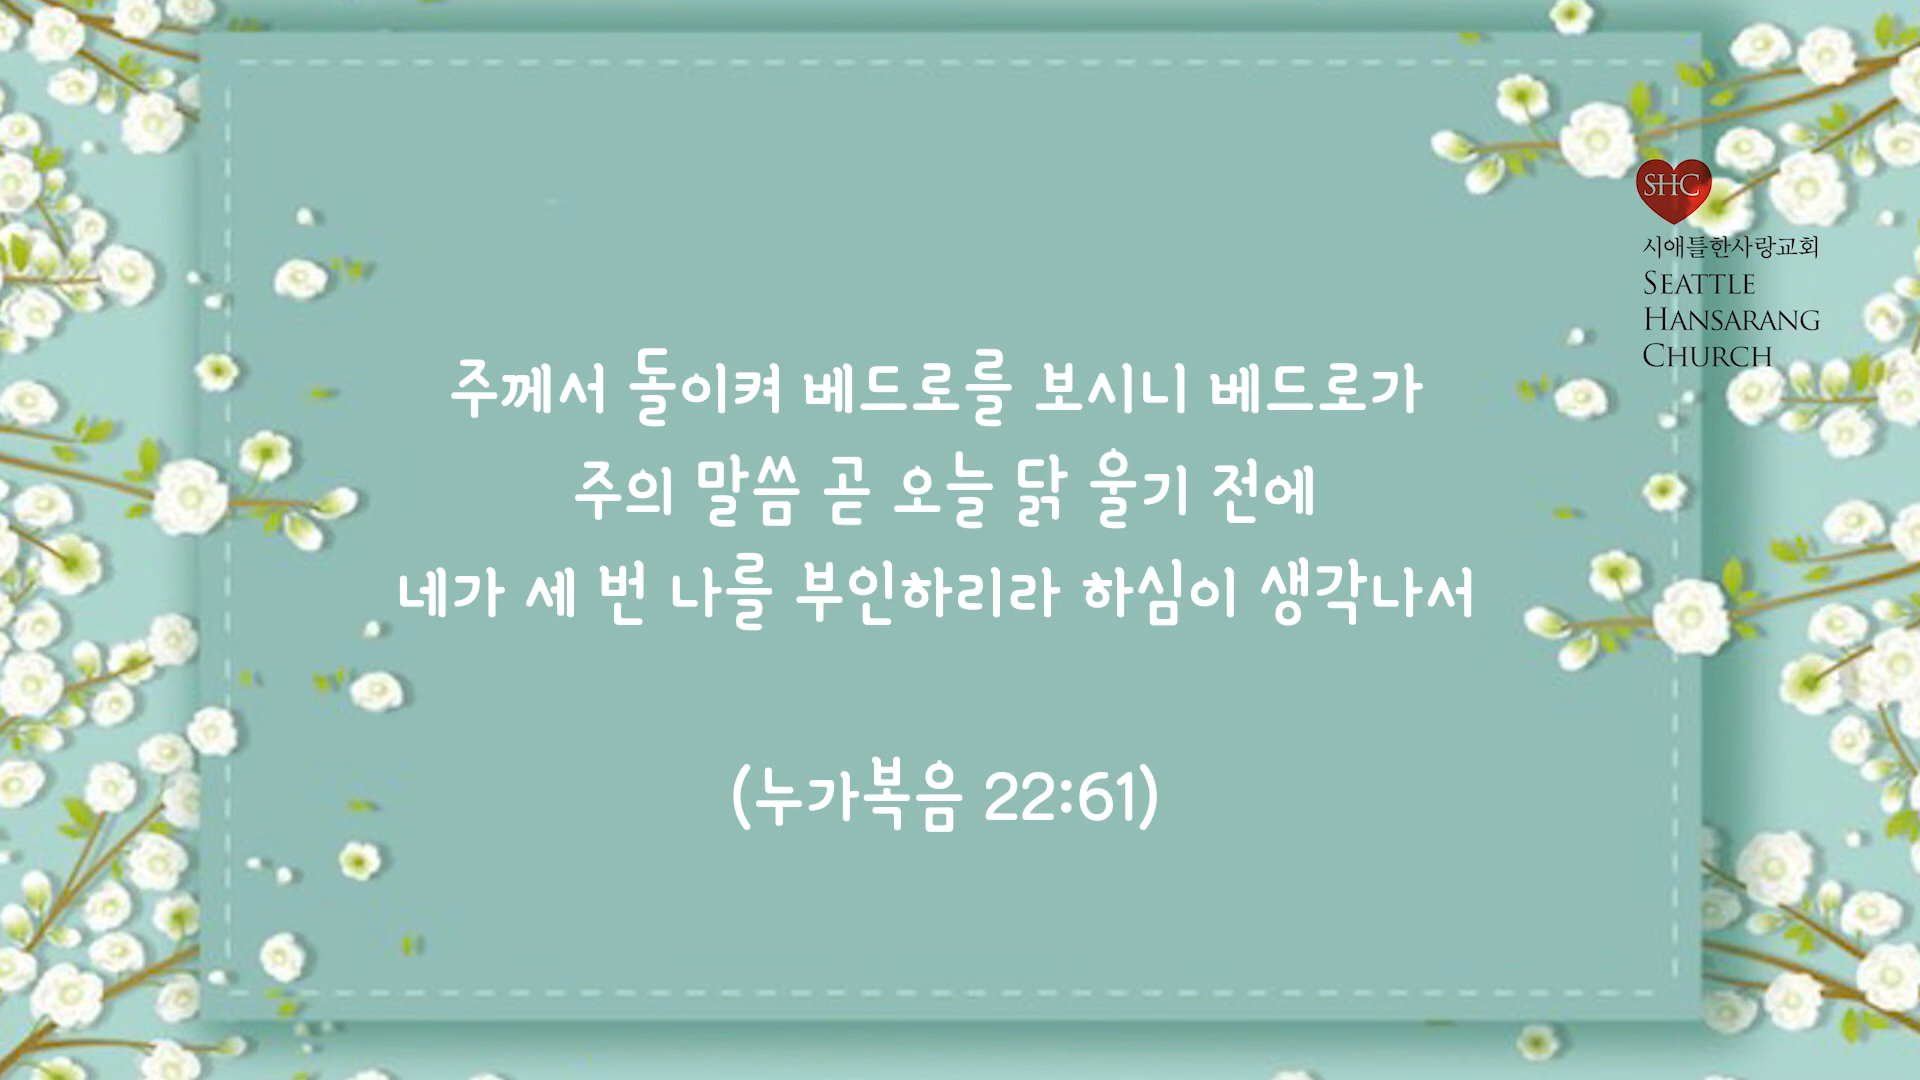 주께서 돌이켜 베드로를 보시니 베드로가
주의 말씀 곧 오늘 닭 울기 전에
네가 세 번 나를 부인하리라 하심이 생각나서
(누가복음 22:61)
SHC
시애틀한사랑교회
SEATTLE
HANSARANG
CHURCH